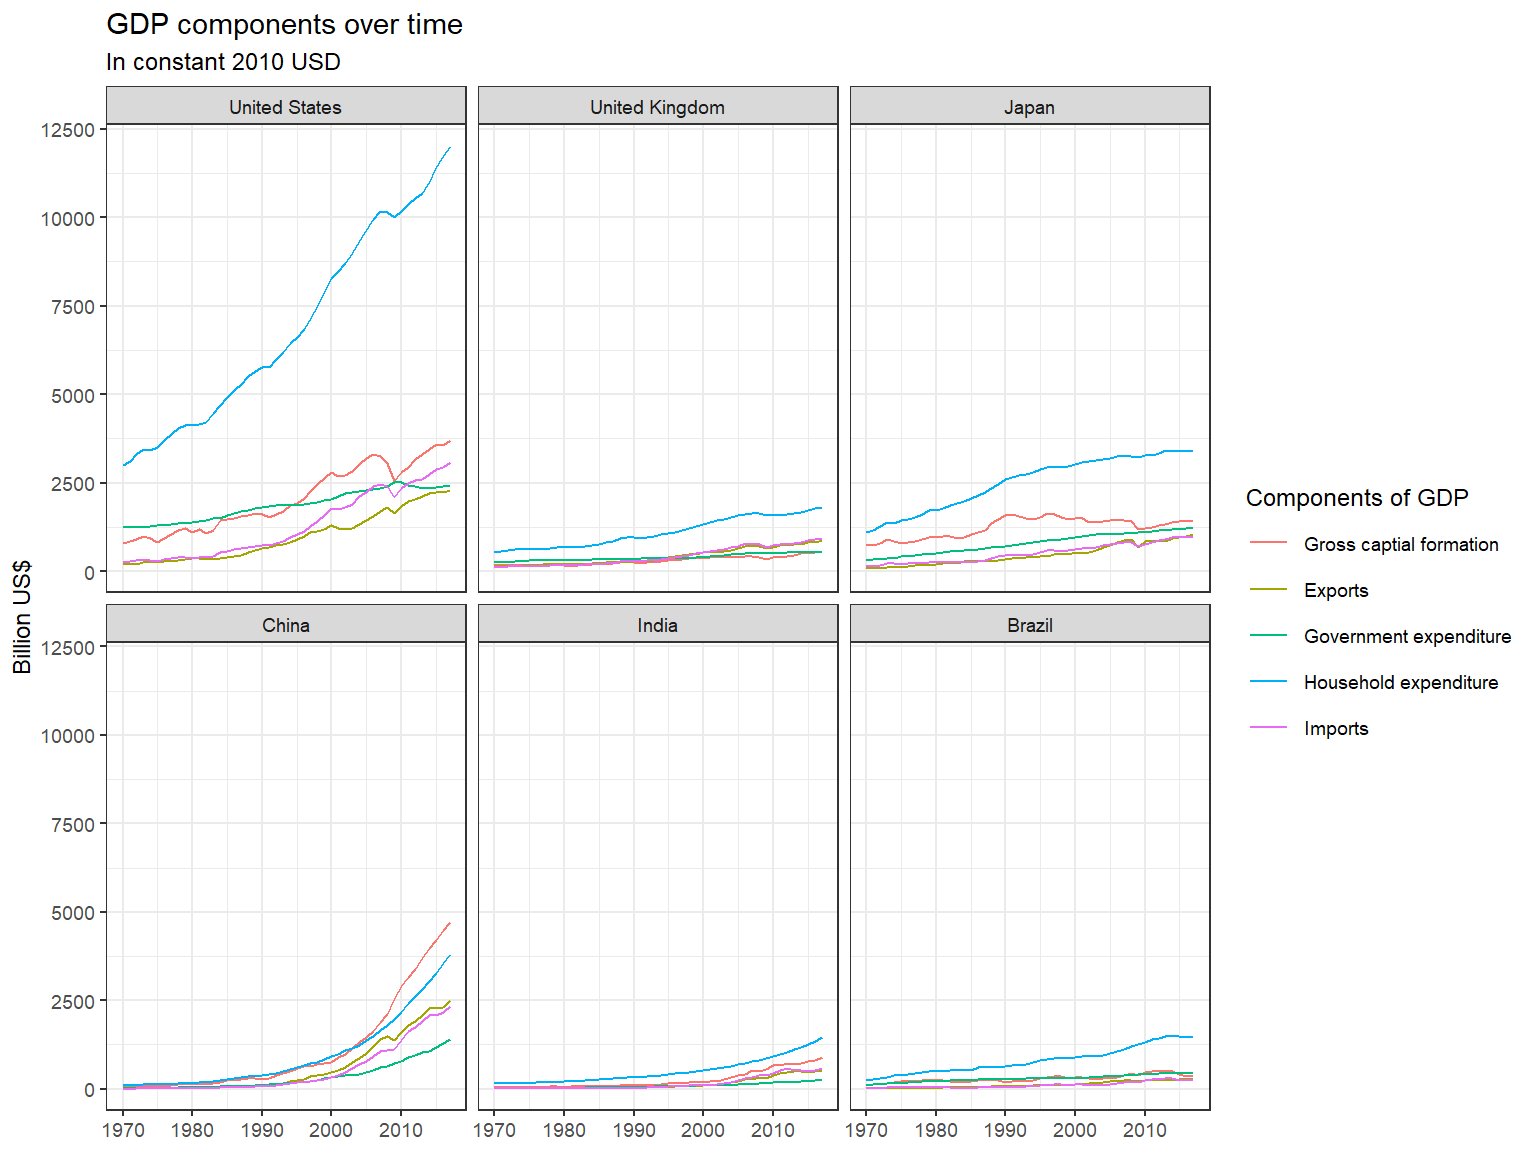 GDP components over time
In constant 2010 USD
United States
United Kingdom
Japan
12500
10000
7500
5000
2500
0
Billion US$
China
India
Brazil
12500
10000
7500
5000
2500
0
1970 1980 1990 2000 2010
1970 1980 1990 2000 2010
1970 1980 1990 2000 2010
Components of GDP
Gross captial formation
Exports
Government expenditure
Household expenditure
Imports